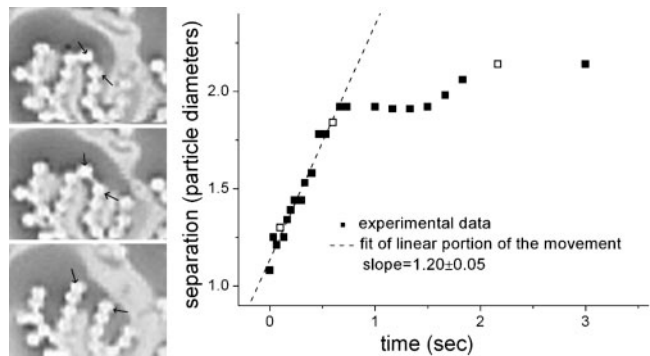 separation (particle diameters)
2.0
1.5
1.0
experimental data
fit of linear portion of the movement
slope=1.20±0.05
0
1
2
3
time (sec)